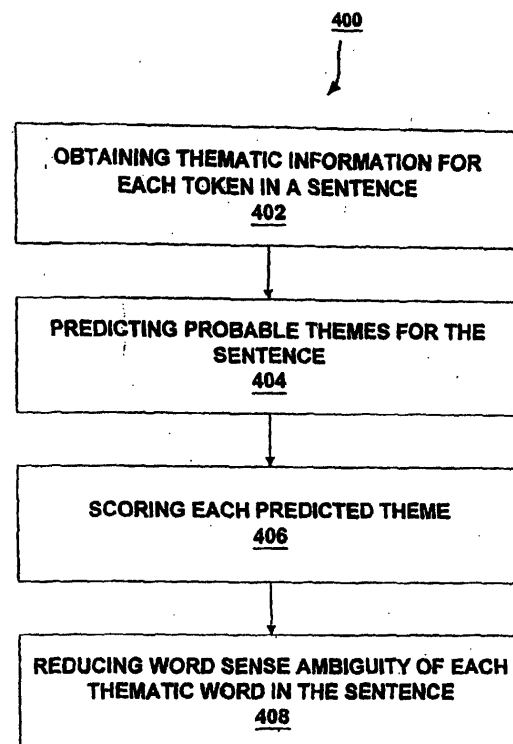 400
OBTAINING THEMATIC INFORMATION FOR
EACH TOKEN IN A SENTENCE
402
PREDICTING PROBABLE THEMES FOR THE
SENTENCE
404
SCORING EACH PREDICTED THEME
406
REDUCING WORD SENSE AMBIGUITY OF EACH
THEMATIC WORD IN THE SENTENCE
408